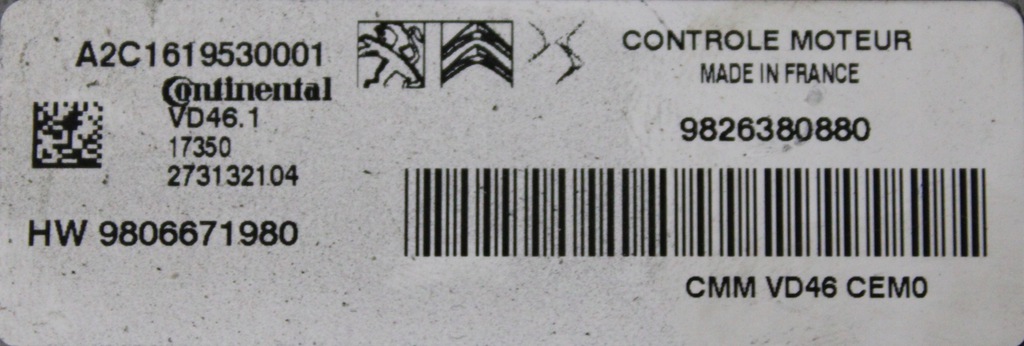 A2C1619530001
Continental
VD46.1
17350
273132104
HW 9806671980
CONTROLE MOTEUR
MADE IN FRANCE
9826380880
CMM VD46 CEM0